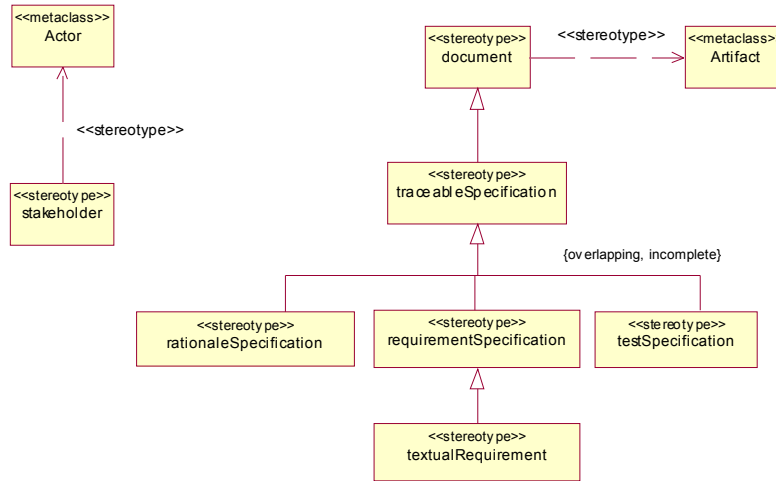 <<metaclass>>
Actor
<<stereotype>>
<<stereotype>>
stakeholder
<<stereotype>>
document
<<stereotype>>
<<metaclass>>
Artifact
<<stereotype>>
traceableSpecification
{overlapping, incomplete}
<<stereotype>>
rationaleSpecification
<<stereotype>>
requirementSpecification
<<stereotype>>
testSpecification
<<stereotype>>
textualRequirement